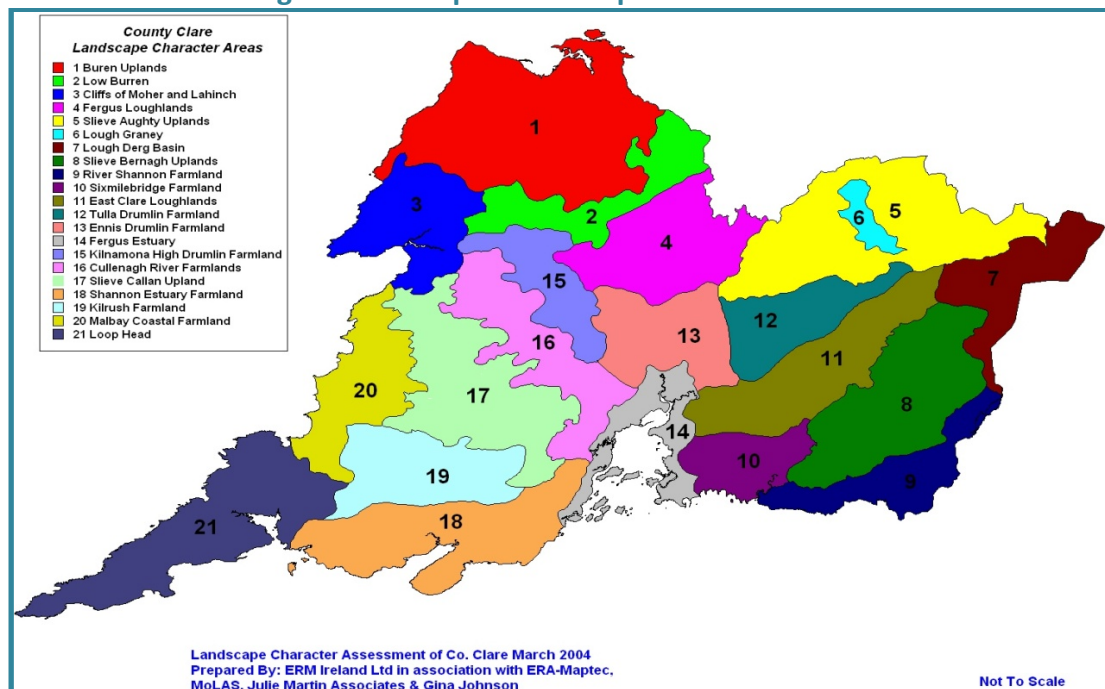 County Clare
Landscape Character Areas
1 Buren Uplands
2 Low Burren
3 Cliffs of Moher and Lahinch
4 Fergus Loughlands
5 Slieve Aughty Uplands
6 Lough Graney
7 Lough Derg Basin
8 Slieve Bernagh Uplands
9 River Shannon Farmland
10 Sixmilebridge Farmland
11 East Clare Loughlands
12 Tulla Drumlin Farmland
13 Ennis Drumlin Farmland
14 Fergus Estuary
15 Kilnamona High Drumlin Farmland
16 Cullenagh River Farmlands
17 Slieve Callan Upland
18 Shannon Estuary Farmland
19 Kilrush Farmland
20 Malbay Coastal Farmland
21 Loop Head
1
2
3
4
5
6
7
15
12
13
16
11
20
17
8
14
10
19
9
18
21
Landscape Character Assessment of Co. Clare March 2004
Prepared By: ERM Ireland Ltd in association with ERA-Maptec,
MoLAS, Julie Martin Associates & Gina Johnson
Not To Scale